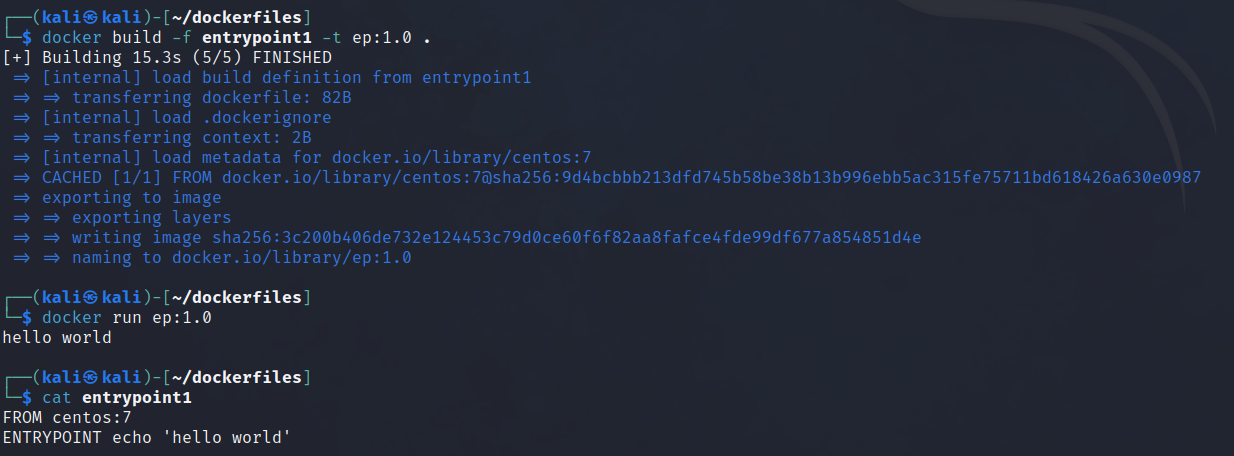 ┌──(kali㉿kali)-[~/dockerfiles]
└─$ docker build -f entrypoint1 -t ep:1.0 .
[+] Building 15.3s (5/5) FINISHED
 => [internal] load build definition from entrypoint1
 => => transferring dockerfile: 82B
 => [internal] load .dockerignore
 => => transferring context: 2B
 => [internal] load metadata for docker.io/library/centos:7
 => CACHED [1/1] FROM docker.io/library/centos:7@sha256:9d4bcbbb213dfd745b58be38b13b996ebb5ac315fe75711bd618426a630e0987
 => exporting to image
 => => exporting layers
 => => writing image sha256:3c200b406de732e124453c79d0ce60f6f82aa8fafce4fde99df677a854851d4e
 => => naming to docker.io/library/ep:1.0
┌──(kali㉿kali)-[~/dockerfiles]
└─$ docker run ep:1.0
hello world
┌──(kali㉿kali)-[~/dockerfiles]
└─$ cat entrypoint1
FROM centos:7
ENTRYPOINT echo 'hello world'